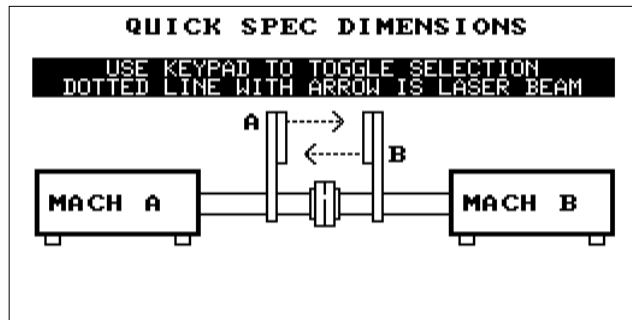 QUICK SPEC DIMENSIONS
USE KEYPAD TO TOGGLE SELECTION
DOTTED LINE WITH ARROW IS LASER BEAM
A
B
MACH A
MACH B